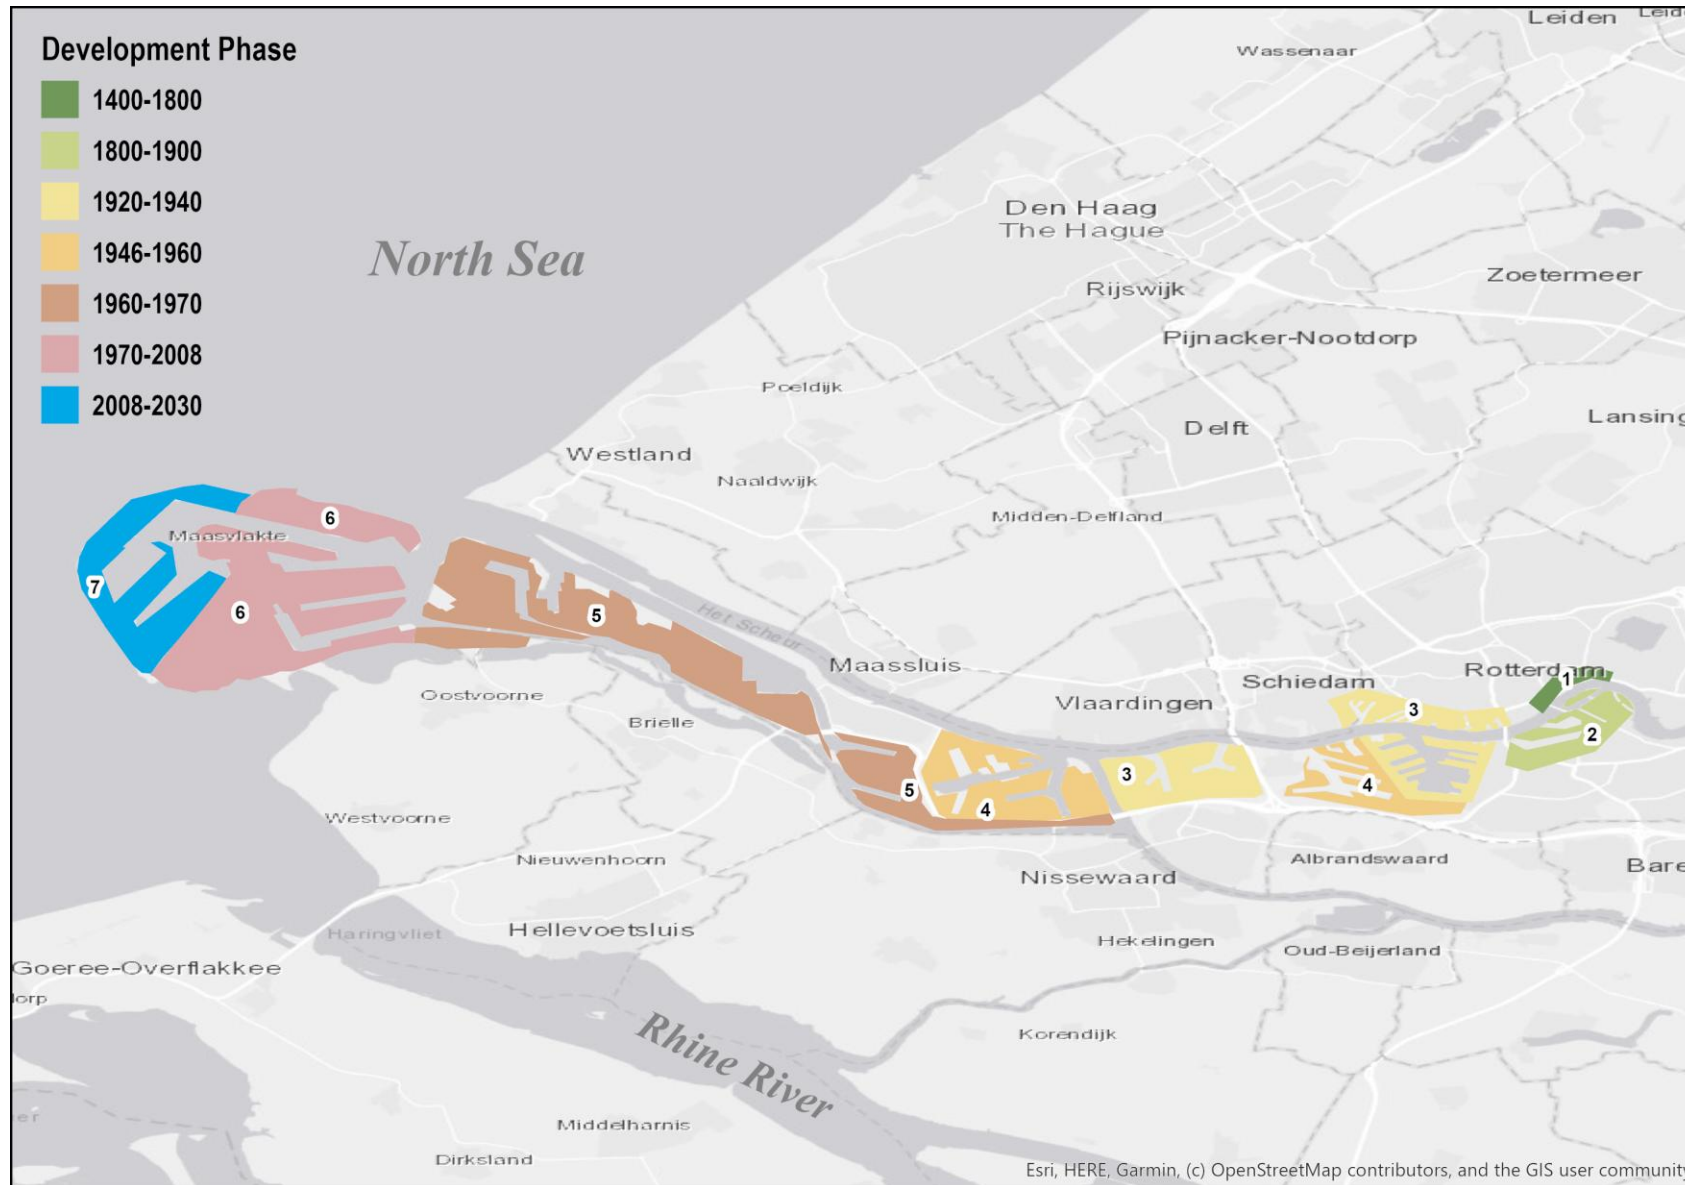 Development Phase
1400-1800
1800-1900
1920-1940
1946-1960
1960-1970
1970-2008
2008-2030
Leiden
Wassenaar
North Sea
Den Haag
The Hague
Zoetermeer
Rijswijk
Pijnacker-Nootdorp
Poeldijk
Lansing
Delft
Westland
Naaldwijk
Midden-Delfland
6
Maasvlakte
7
6
5
Het Scheur
Maassluis
Vlaardingen
Schiedam
Rotterdam
1
3
2
Oostvoorne
Brielle
3
4
5
4
Westvoorne
Nieuwenhoorn
Nissewaard
Albrandswaard
Bare
Haringvliet
Hellevoetsluis
Hekelingen
Oud-Beijerland
Goeree-Overflakkee
dorp
Korendijk
Rhine River
er
Middelharnis
Dirksland
Esri, HERE, Garmin, (c) OpenStreetMap contributors, and the GIS user community